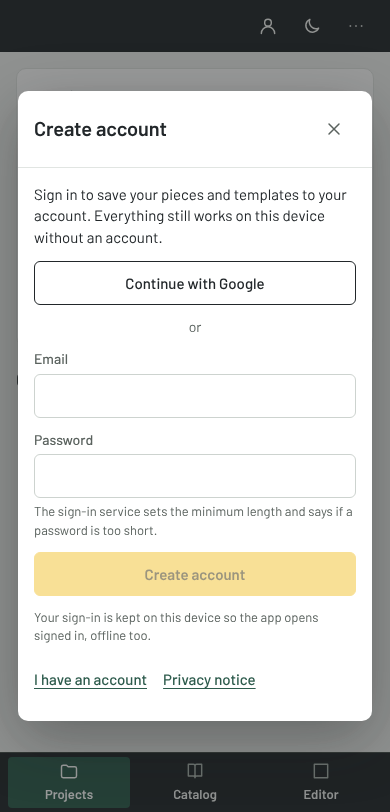 Create account
Sign in to save your pieces and templates to your
account. Everything still works on this device
without an account.
Continue with Google
or
Email
Password
The sign-in service sets the minimum length and says if a
password is too short.
Create account
Your sign-in is kept on this device so the app opens
signed in, offline too.
I have an account Privacy notice
Projects Catalog Editor